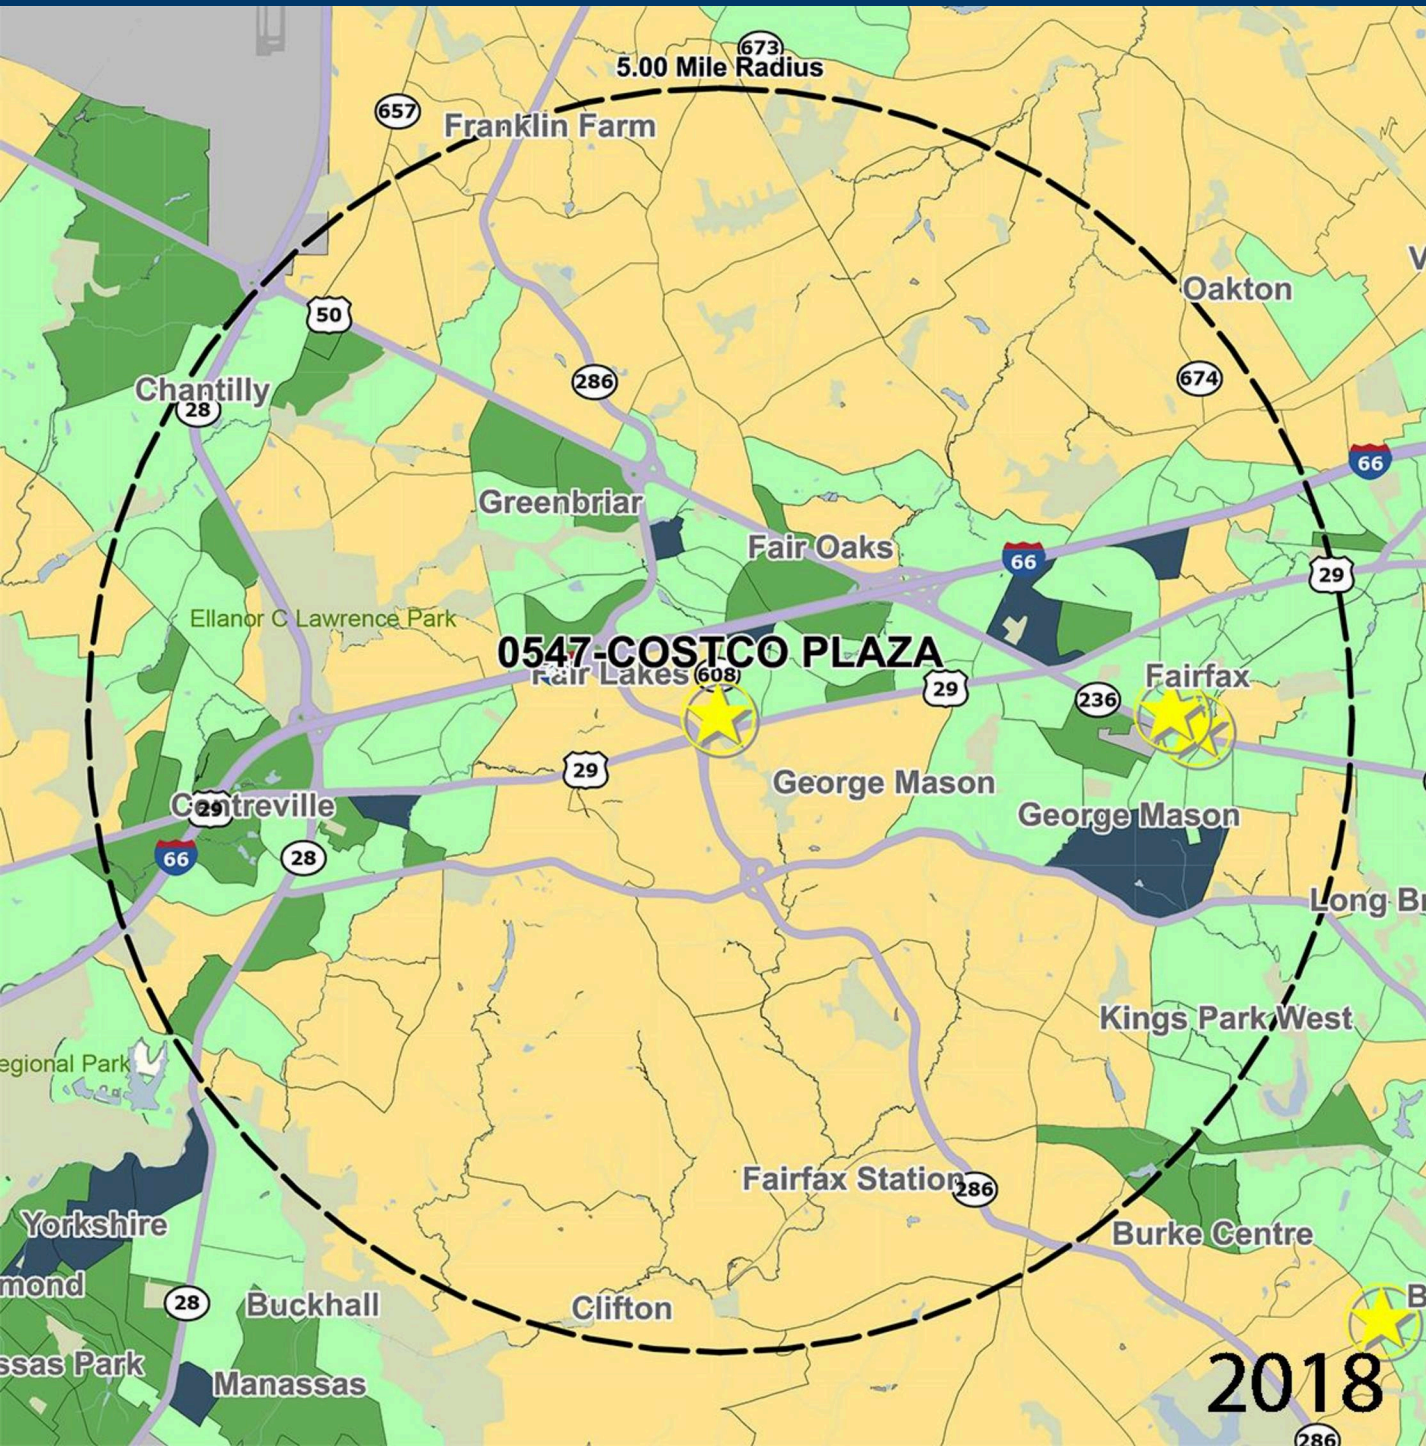 673
5.00 Mile Radius
657
Franklin Farm
Oakton
V
50
286
674
Chantilly
28
66
Greenbriar
Fair Oaks
66
29
Ellanor C Lawrence Park
0547-COSTCO PLAZA
Fair Lakes
608
Fairfax
29
236
29
George Mason
Centreville
29
George Mason
66
28
Long Br
Kings Park West
egional Park
Fairfax Station
286
Yorkshire
Burke Centre
mond
28
Buckhall
Clifton
B
ssas Park
Manassas
2018
286